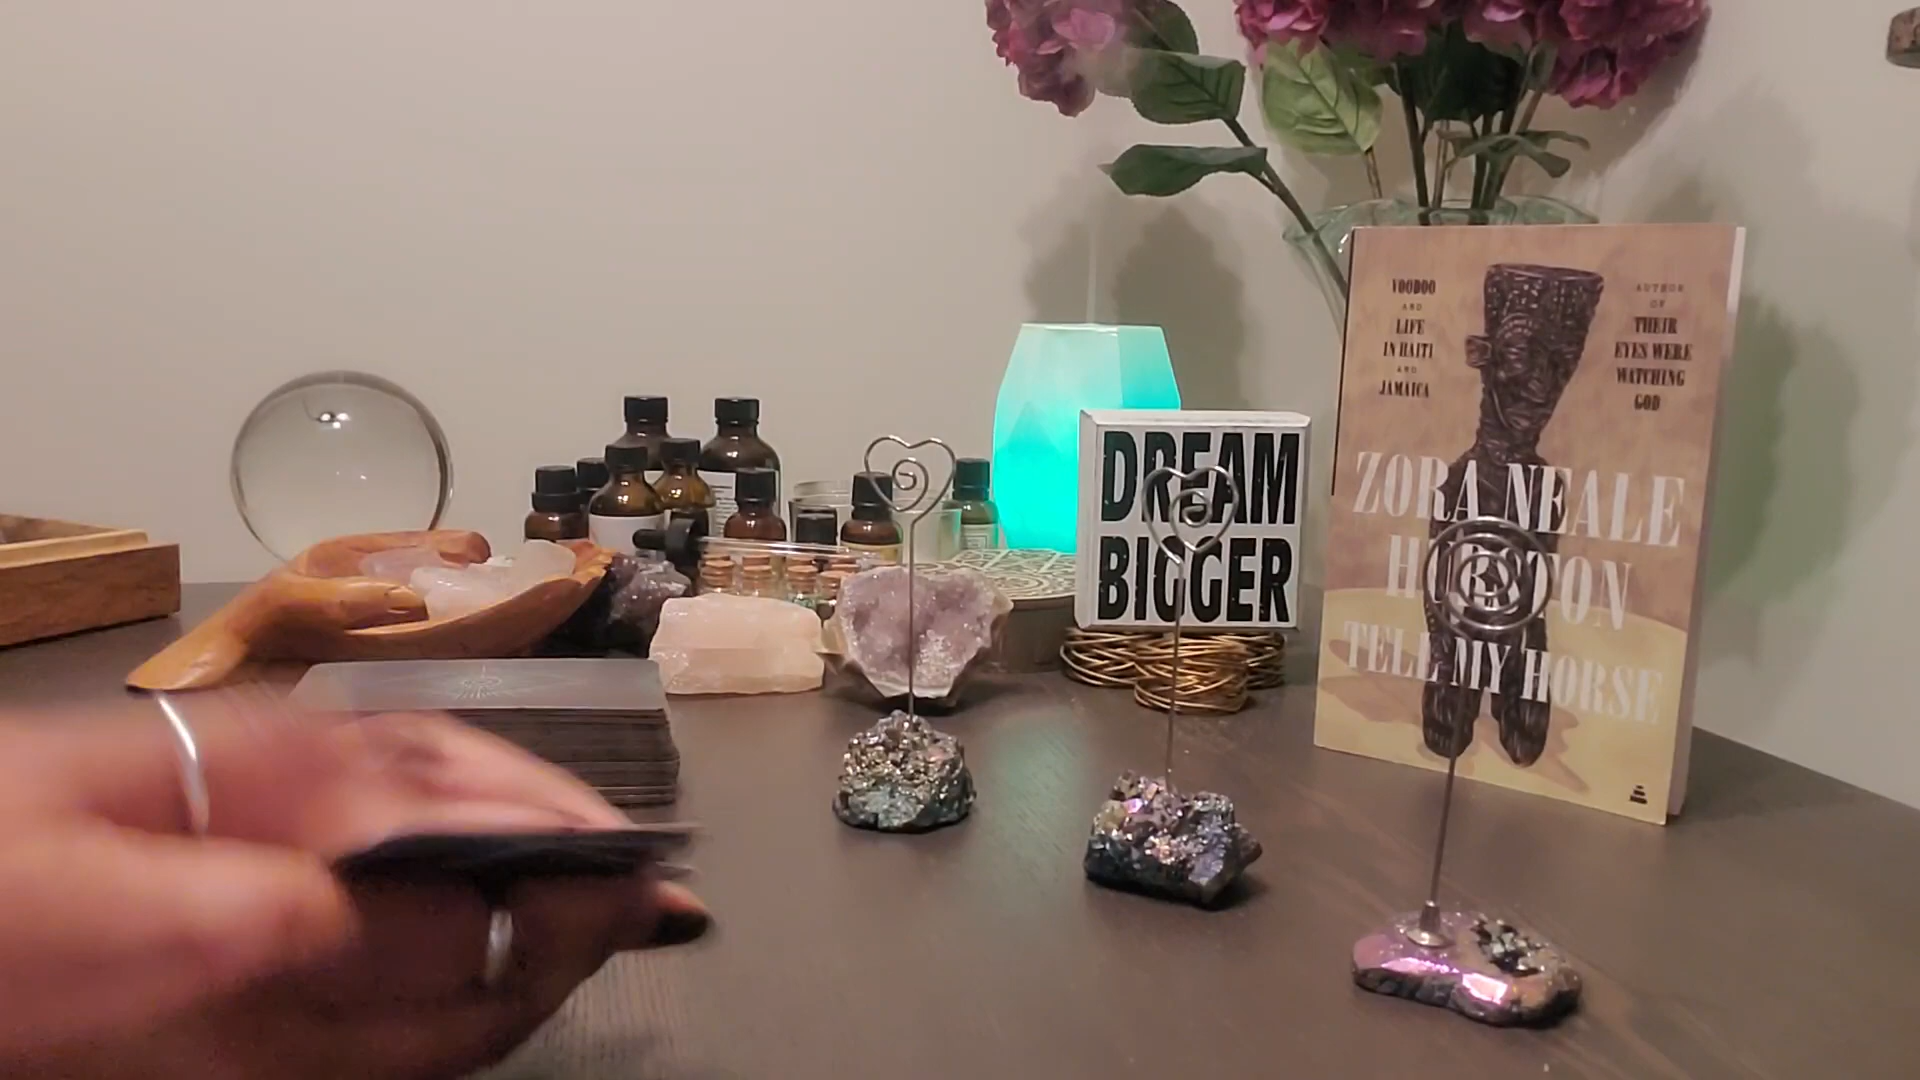 DREAM
BIGGER
VOODOO
AND
LIFE
IN HAITI
AND
JAMAICA
AUTHOR
OF
THEIR
EYES WERE
WATCHING
GOD
ZORA NEALE
HURSTON
TELL MY HORSE